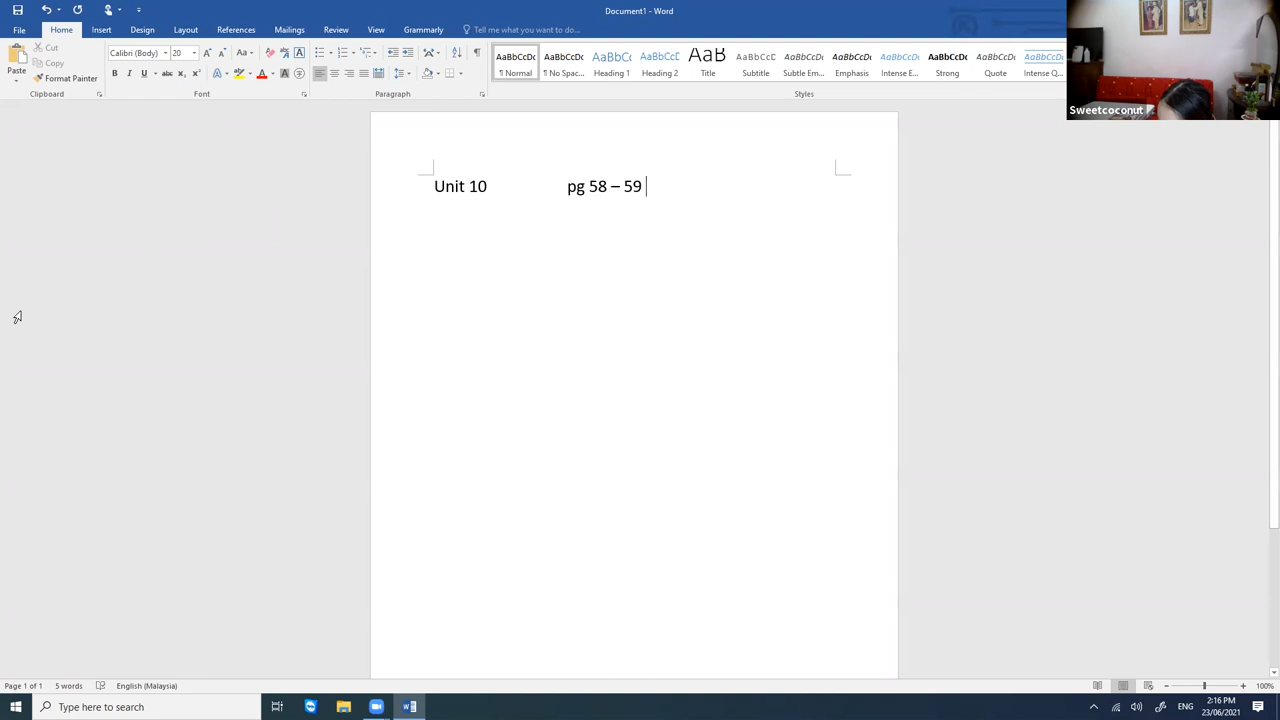 Document1 - Word
File Home Insert Design Layout References Mailings Review View Grammarly Tell me what you want to do...
Cut
Copy
Format Painter
Paste
Calibri (Body) 20
AaBbCcDc AaBbCcDc AaBbCc AaBbCcD AaB AaBbCcC AaBbCcDc AaBbCcDc AaBbCcDc AaBbCcDc AaBbCcDc AaBbCcDc
¶ Normal ¶ No Spac... Heading 1 Heading 2 Title Subtitle Subtle Em... Emphasis Intense E... Strong Quote Intense Q...
Clipboard Font Paragraph Styles
Sweetcoconut
Unit 10 pg 58 – 59
Page 1 of 1 5 words English (Malaysia) 100%
Type here to search ENG 2:16 PM
23/06/2021